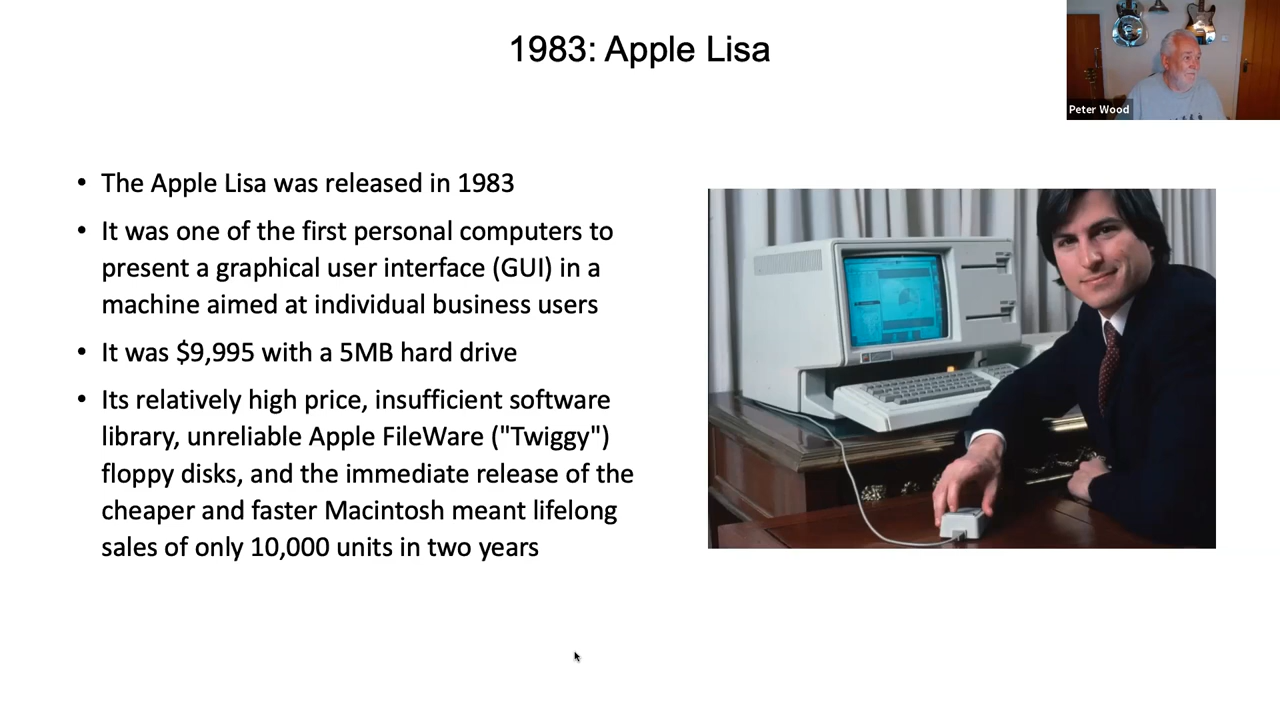 1983: Apple Lisa
Peter Wood
• The Apple Lisa was released in 1983
• It was one of the first personal computers to
present a graphical user interface (GUI) in a
machine aimed at individual business users
• It was $9,995 with a 5MB hard drive
• Its relatively high price, insufficient software
library, unreliable Apple FileWare ("Twiggy")
floppy disks, and the immediate release of the
cheaper and faster Macintosh meant lifelong
sales of only 10,000 units in two years